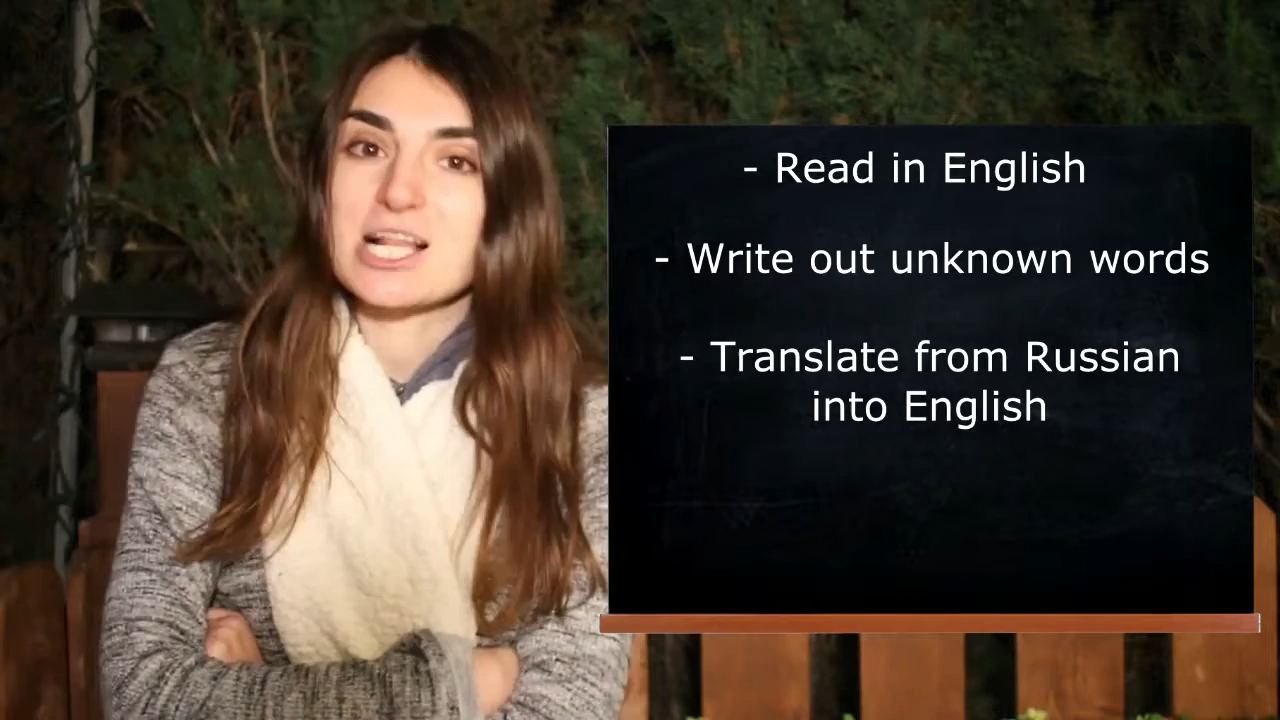 - Read in English
- Write out unknown words
- Translate from Russian
into English